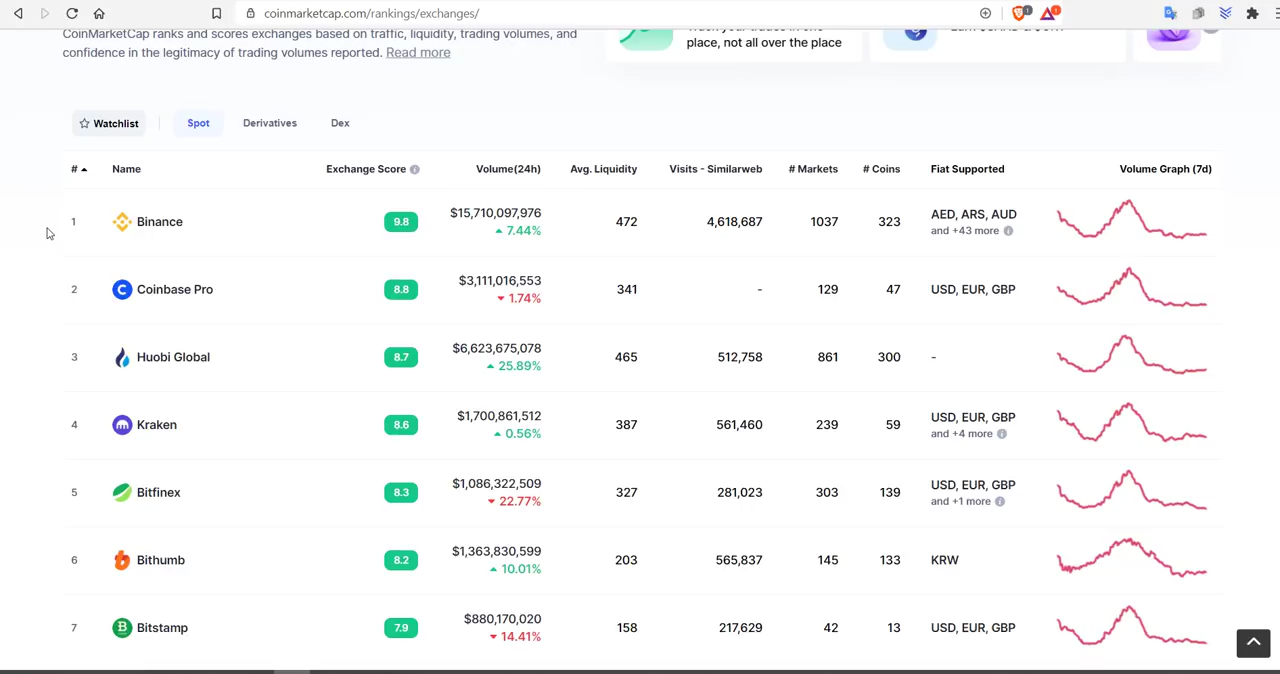 coinmarketcap.com/rankings/exchanges/
1
1
CoinMarketCap ranks and scores exchanges based on traffic, liquidity, trading volumes, and
confidence in the legitimacy of trading volumes reported. Read more
place, not all over the place
Watchlist Spot Derivatives Dex
# Name Exchange Score Volume(24h) Avg. Liquidity Visits - Similarweb # Markets # Coins Fiat Supported Volume Graph (7d)
1 Binance 9.8 $15,710,097,976 472 4,618,687 1037 323 AED, ARS, AUD
7.44% and +43 more
2 Coinbase Pro 8.8 $3,111,016,553 341 - 129 47 USD, EUR, GBP
1.74%
3 Huobi Global 8.7 $6,623,675,078 465 512,758 861 300 -
25.89%
4 Kraken 8.6 $1,700,861,512 387 561,460 239 59 USD, EUR, GBP
0.56% and +4 more
5 Bitfinex 8.3 $1,086,322,509 327 281,023 303 139 USD, EUR, GBP
22.77% and +1 more
6 Bithumb 8.2 $1,363,830,599 203 565,837 145 133 KRW
10.01%
7 Bitstamp 7.9 $880,170,020 158 217,629 42 13 USD, EUR, GBP
14.41%